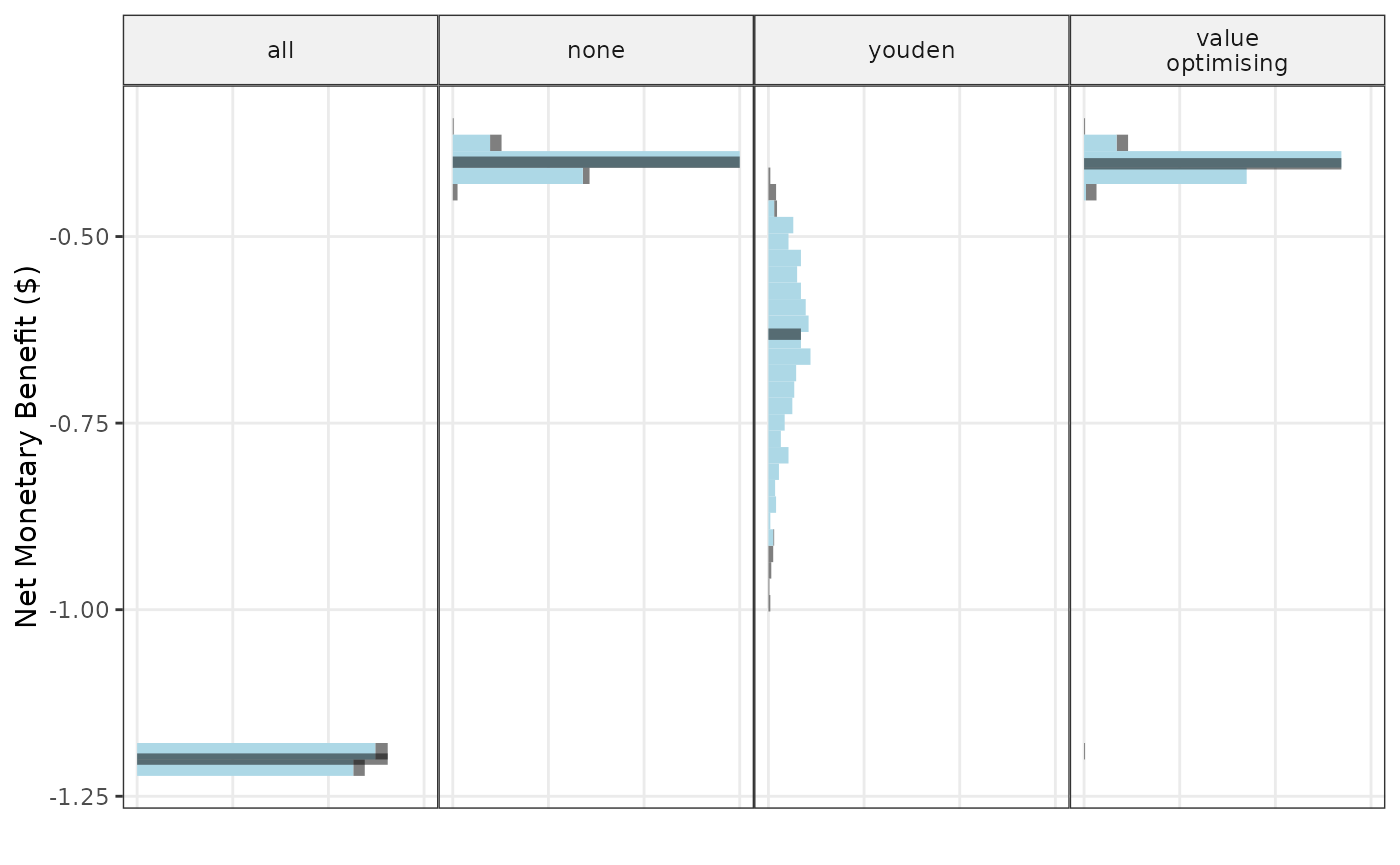 all
none
youden
value
optimising
Net Monetary Benefit ($)
-0.50
-0.75
-1.00
-1.25